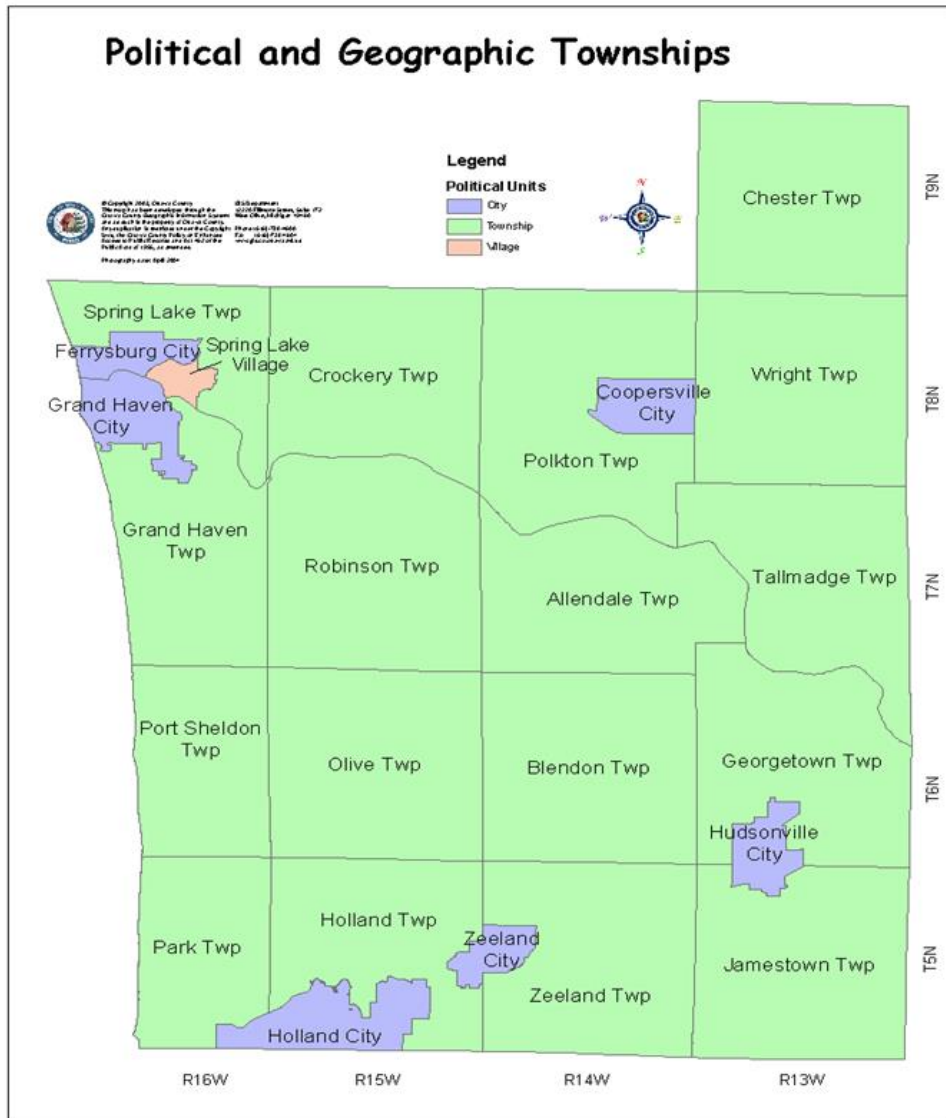 Political and Geographic Townships
Legend
Political Units
City
Township
Village
N
W
E
S
Chester Twp
T9N
Spring Lake Twp
Ferrysburg City
Spring Lake
Village
Grand Haven
City
Crockery Twp
Coopersville
City
Wright Twp
T8N
Polkton Twp
Grand Haven
Twp
Robinson Twp
Allendale Twp
Tallmadge Twp
T7N
Port Sheldon
Twp
Olive Twp
Blendon Twp
Georgetown Twp
Hudsonville
City
T6N
Park Twp
Holland Twp
Zeeland
City
Zeeland Twp
Jamestown Twp
T5N
Holland City
R16W
R15W
R14W
R13W